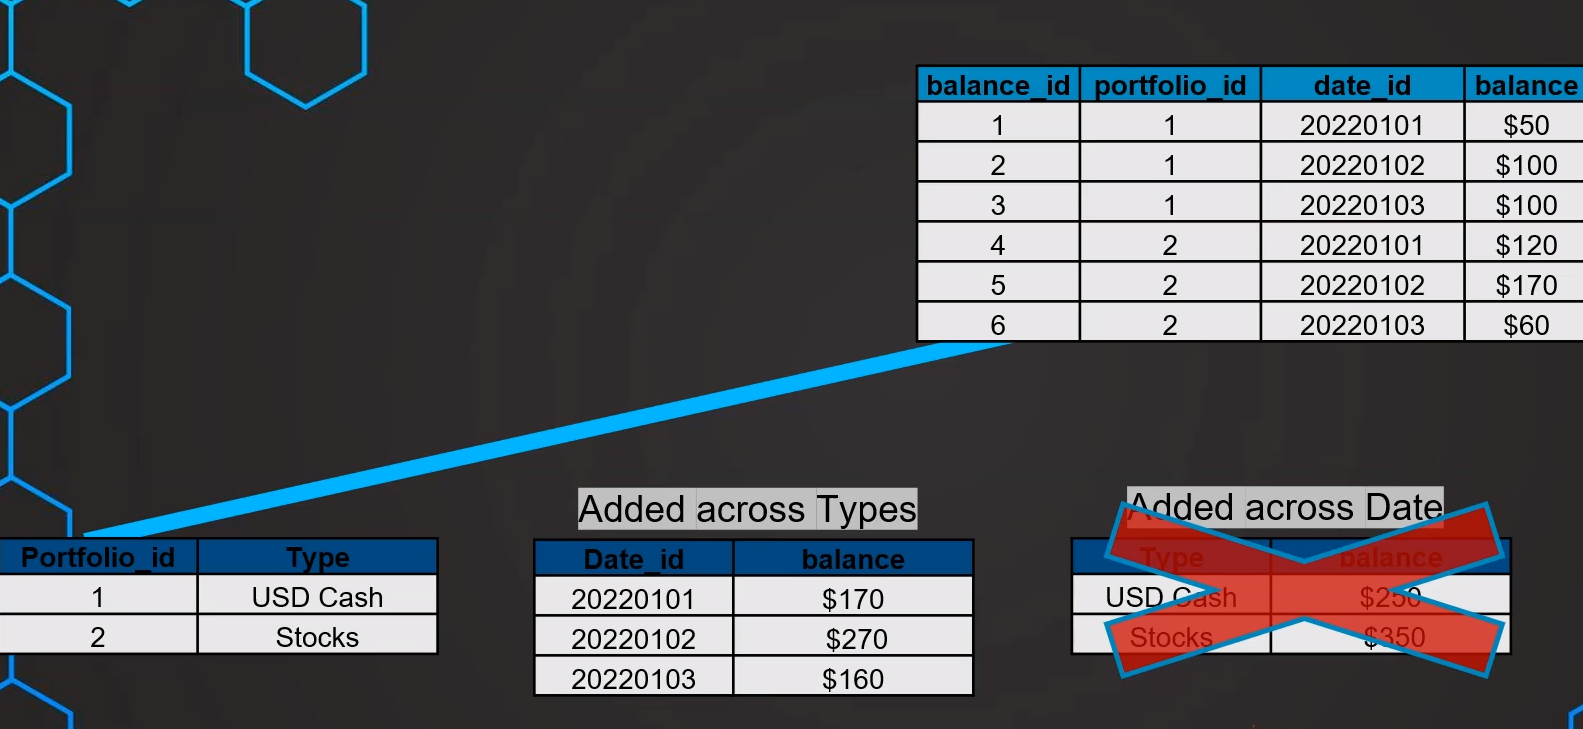 balance_id portfolio_id date_id balance
1 1 20220101 $50
2 1 20220102 $100
3 1 20220103 $100
4 2 20220101 $120
5 2 20220102 $170
6 2 20220103 $60
Portfolio_id Type
1 USD Cash
2 Stocks
Added across Types
Date_id balance
20220101 $170
20220102 $270
20220103 $160
Added across Date
Type balance
USD Cash $250
Stocks $350